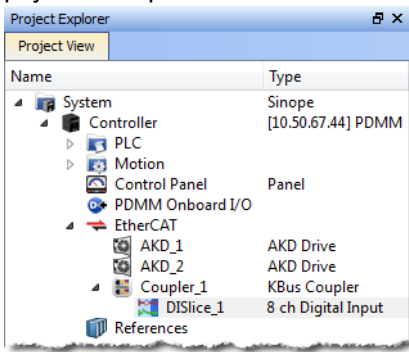 Project Explorer
Project View
Name Type
System Sinope
Controller [10.50.67.44] PDMM
PLC
Motion
Control Panel Panel
PDMM Onboard I/O
EtherCAT
AKD_1 AKD Drive
AKD_2 AKD Drive
Coupler_1 KBus Coupler
DISlice_1 8 ch Digital Input
References